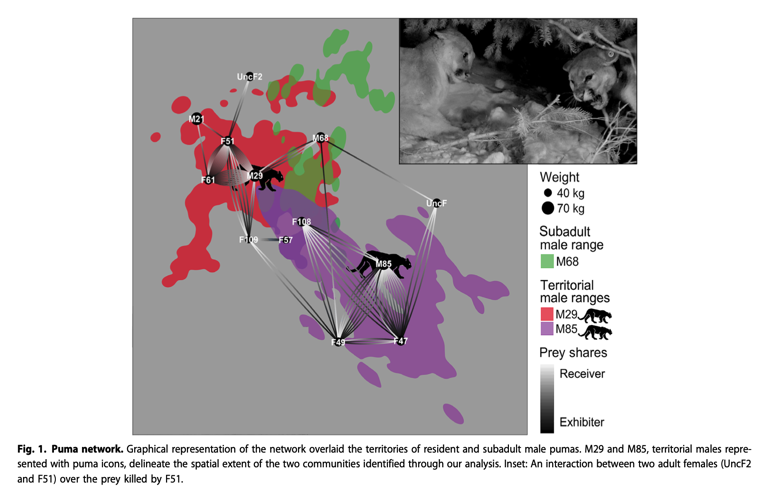 UncF2
M21
F51
M68
F61
M29
UncF
F108
F109
F57
M85
F49
F47
Weight
40 kg
70 kg
Subadult
male range
M68
Territorial
male ranges
M29
M85
Prey shares
Receiver
Exhibiter
Fig. 1. Puma network. Graphical representation of the network overlaid the territories of resident and subadult male pumas. M29 and M85, territorial males repre-
sented with puma icons, delineate the spatial extent of the two communities identified through our analysis. Inset: An interaction between two adult females (UncF2
and F51) over the prey killed by F51.